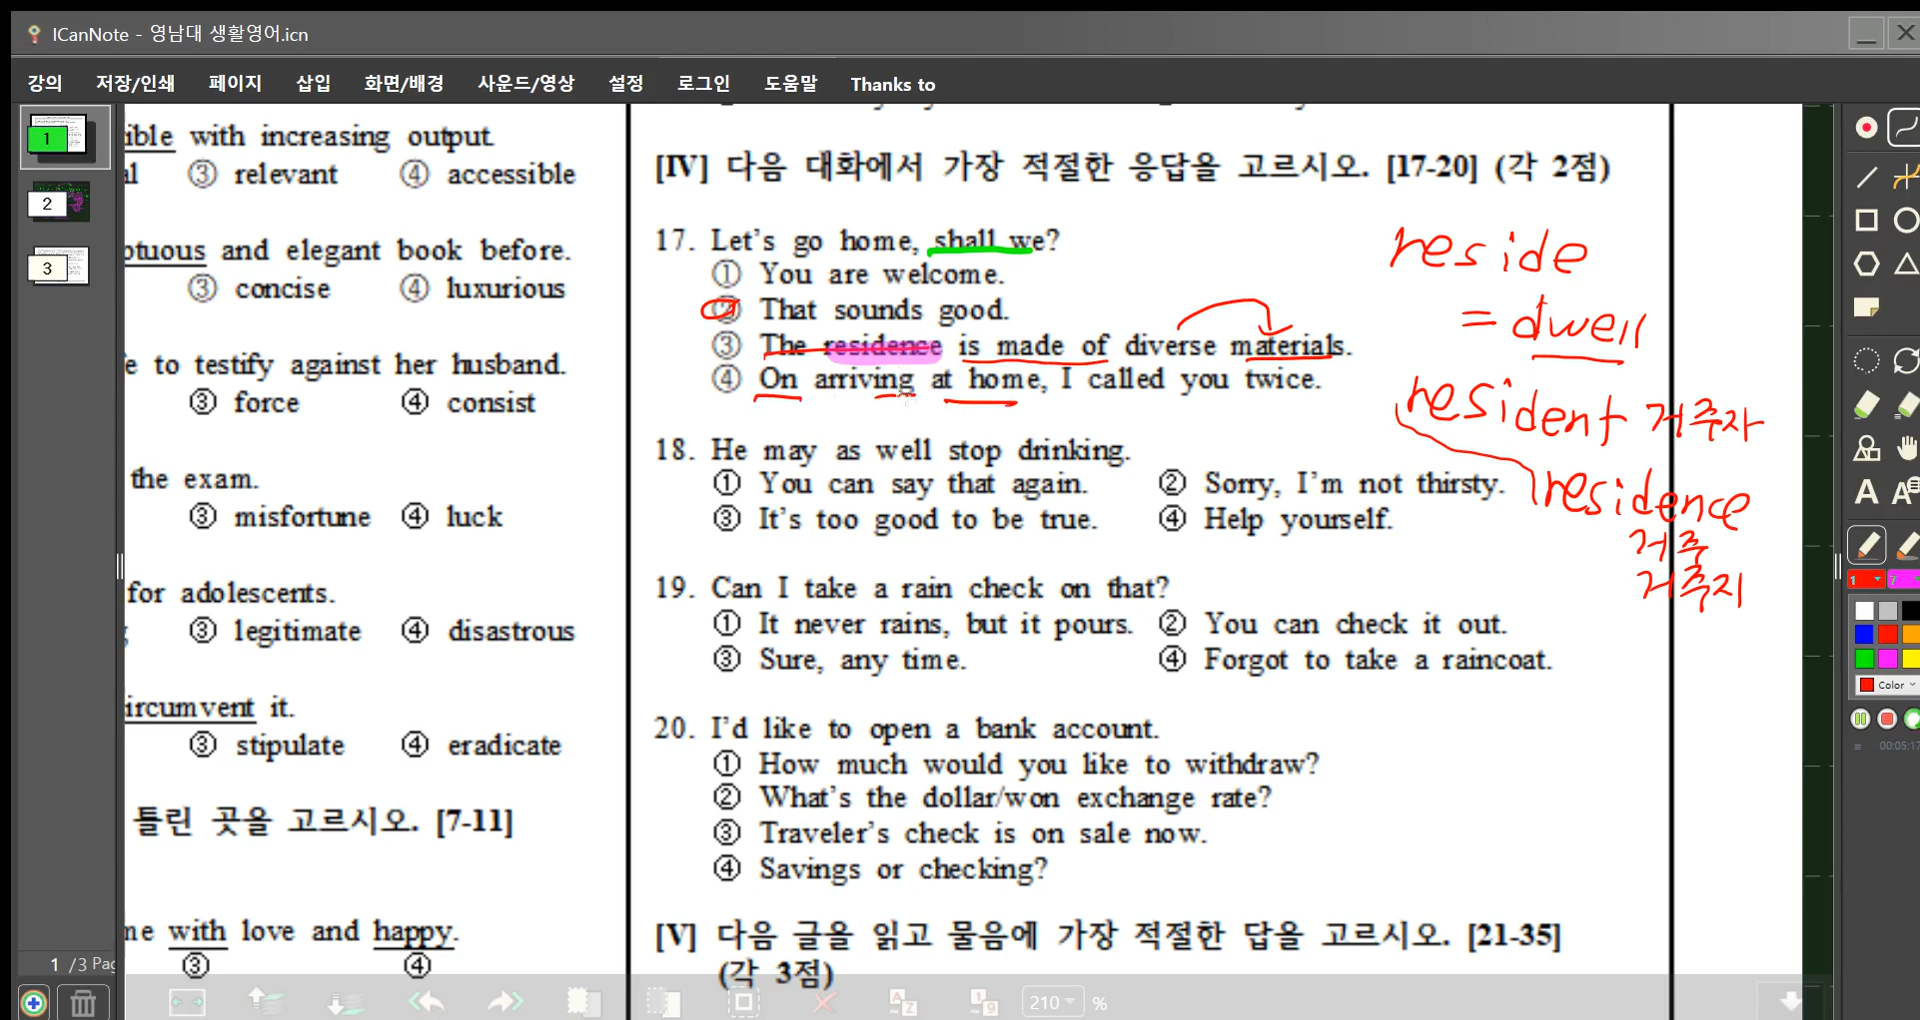 ICanNote - 영남대 생활영어.icn
강의 저장/인쇄 페이지 삽입 화면/배경 사운드/영상 설정 로그인 도움말 Thanks to
1
2
3
1 /3 Pag
ible with increasing output.
al ③ relevant ④ accessible
ptuous and elegant book before.
③ concise ④ luxurious
e to testify against her husband.
③ force ④ consist
the exam.
③ misfortune ④ luck
for adolescents.
③ legitimate ④ disastrous
ircumvent it.
③ stipulate ④ eradicate
틀린 곳을 고르시오. [7-11]
me with love and happy.
③ ④
[IV] 다음 대화에서 가장 적절한 응답을 고르시오. [17-20] (각 2점)
17. Let's go home, shall we?
① You are welcome.
② That sounds good.
③ The residence is made of diverse materials.
④ On arriving at home, I called you twice.
18. He may as well stop drinking.
① You can say that again. ② Sorry, I'm not thirsty.
③ It's too good to be true. ④ Help yourself.
19. Can I take a rain check on that?
① It never rains, but it pours. ② You can check it out.
③ Sure, any time. ④ Forgot to take a raincoat.
20. I'd like to open a bank account.
① How much would you like to withdraw?
② What's the dollar/won exchange rate?
③ Traveler's check is on sale now.
④ Savings or checking?
[V] 다음 글을 읽고 물음에 가장 적절한 답을 고르시오. [21-35]
(각 3점)
reside
= dwell
resident 거주자
residence
거주
거주지
A A
1 7
Color
00:05:17
210 %